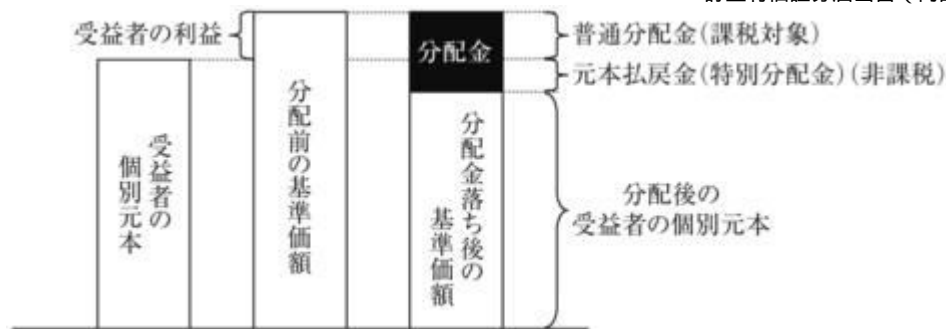 受益者の利益
分配金
普通分配金(課税対象)
元本払戻金(特別分配金)(非課税)
受益者の
個別元本
分配前の基準価額
分配金落ち後の
基準価額
分配後の
受益者の個別元本